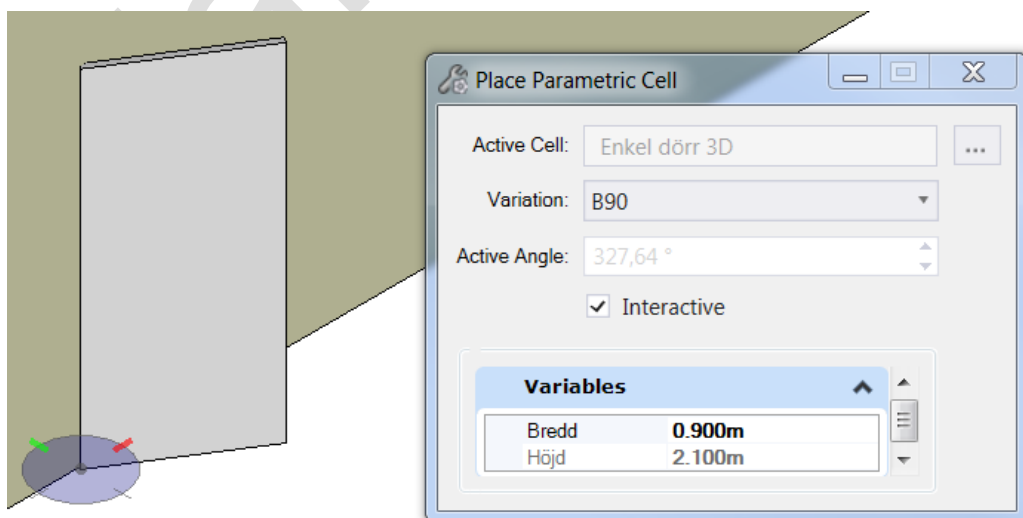 Place Parametric Cell
Active Cell: Enkel dörr 3D ...
Variation: B90
Active Angle: 327,64 °
Interactive
Variables
Bredd 0.900m
Höjd 2.100m